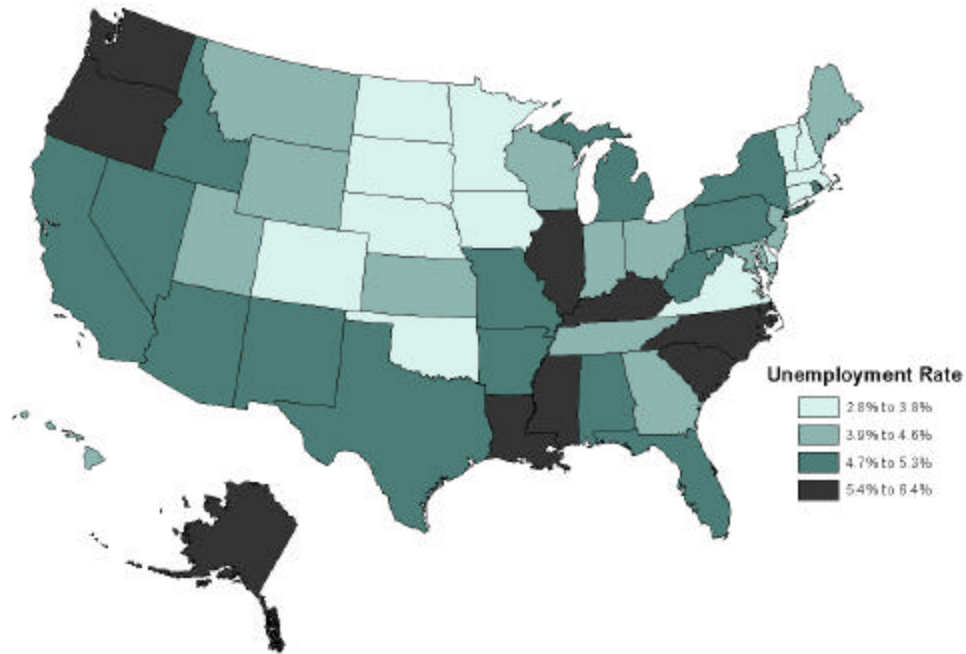 Unemployment Rate
2.8% to 3.8%
3.9% to 4.6%
4.7% to 5.3%
5.4% to 6.4%